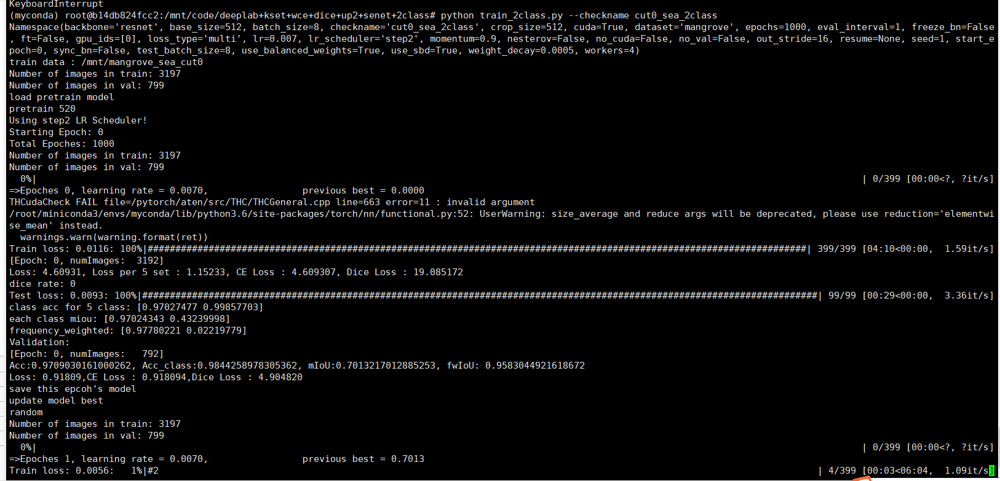 KeyboardInterrupt
(myconda) root@b14db824fcc2:/mnt/code/deeplab+kset+wce+dice+up2+senet+2class# python train_2class.py --checkname cut0_sea_2class
Namespace(backbone='resnet', base_size=512, batch_size=8, checkname='cut0_sea_2class', crop_size=512, cuda=True, dataset='mangrove', epochs=1000, eval_interval=1, freeze_bn=False
, ft=False, gpu_ids=[0], loss_type='multi', lr=0.007, lr_scheduler='step2', momentum=0.9, nesterov=False, no_cuda=False, no_val=False, out_stride=16, resume=None, seed=1, start_e
poch=0, sync_bn=False, test_batch_size=8, use_balanced_weights=True, use_sbd=True, weight_decay=0.0005, workers=4)
train data : /mnt/mangrove_sea_cut0
Number of images in train: 3197
Number of images in val: 799
load pretrain model
pretrain 520
Using step2 LR Scheduler!
Starting Epoch: 0
Total Epoches: 1000
Number of images in train: 3197
Number of images in val: 799
0%| | 0/399 [00:00<?, ?it/s]
=>Epoches 0, learning rate = 0.0070, previous best = 0.0000
THCudaCheck FAIL file=/pytorch/aten/src/THC/THCGeneral.cpp line=663 error=11 : invalid argument
/root/miniconda3/envs/myconda/lib/python3.6/site-packages/torch/nn/functional.py:52: UserWarning: size_average and reduce args will be deprecated, please use reduction='elementwi
se_mean' instead.
warnings.warn(warning.format(ret))
Train loss: 0.0116: 100%|#######################################################################################################################| 399/399 [04:10<00:00, 1.59it/s]
[Epoch: 0, numImages: 3192]
Loss: 4.60931, Loss per 5 set : 1.15233, CE Loss : 4.609307, Dice Loss : 19.085172
dice rate: 0
Test loss: 0.0093: 100%|##########################################################################################################################| 99/99 [00:29<00:00, 3.36it/s]
class acc for 5 class: [0.97027477 0.99857703]
each class miou: [0.97024343 0.43239998]
frequency_weighted: [0.97780221 0.02219779]
Validation:
[Epoch: 0, numImages: 792]
Acc:0.9709030161000262, Acc_class:0.9844258978305362, mIoU:0.7013217012885253, fwIoU: 0.9583044921618672
Loss: 0.91809,CE Loss : 0.918094,Dice Loss : 4.904820
save this epcoh's model
update model best
random
Number of images in train: 3197
Number of images in val: 799
0%| | 0/399 [00:00<?, ?it/s]
=>Epoches 1, learning rate = 0.0070, previous best = 0.7013
Train loss: 0.0056: 1%|#2 | 4/399 [00:03<06:04, 1.09it/s]